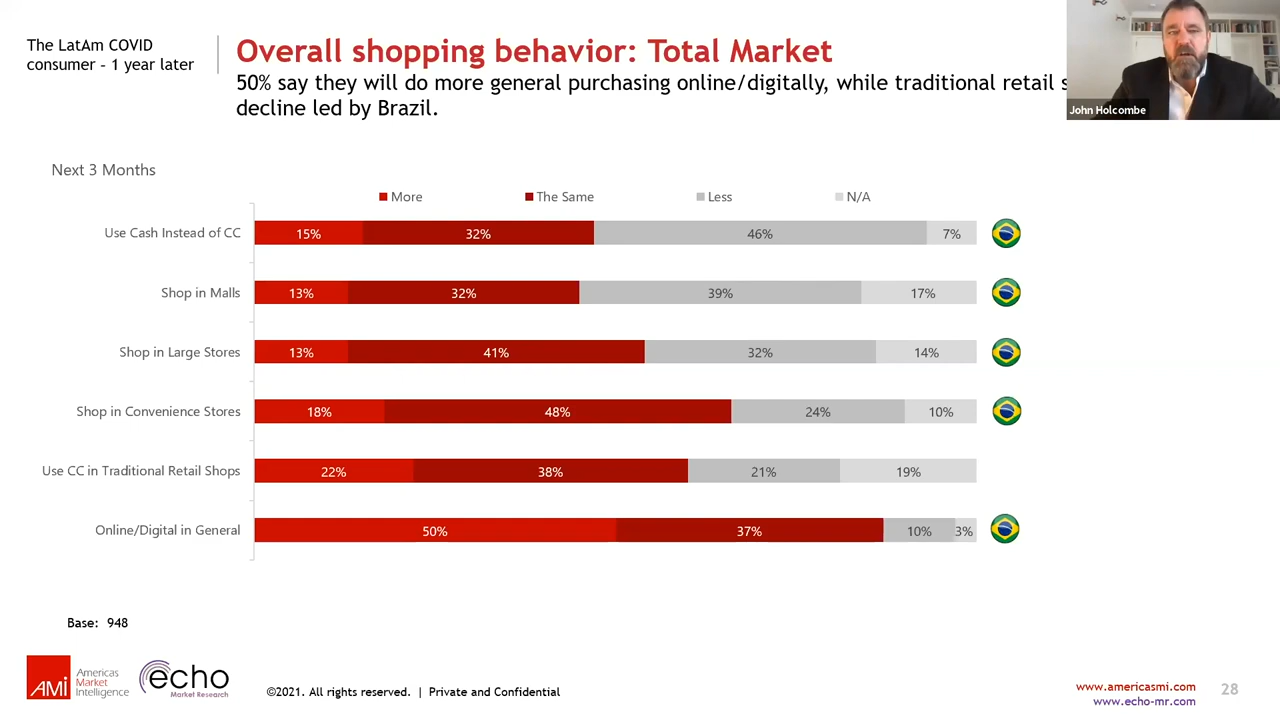 The LatAm COVID
consumer - 1 year later
Overall shopping behavior: Total Market
50% say they will do more general purchasing online/digitally, while traditional retail
decline led by Brazil.
John Holcombe
Next 3 Months
More The Same Less N/A
Use Cash Instead of CC 15% 32% 46% 7%
Shop in Malls 13% 32% 39% 17%
Shop in Large Stores 13% 41% 32% 14%
Shop in Convenience Stores 18% 48% 24% 10%
Use CC in Traditional Retail Shops 22% 38% 21% 19%
Online/Digital in General 50% 37% 10% 3%
Base: 948
AMI Americas
Market
Intelligence
echo
Market Research
©2021. All rights reserved. | Private and Confidential
www.americasmi.com
www.echo-mr.com
28